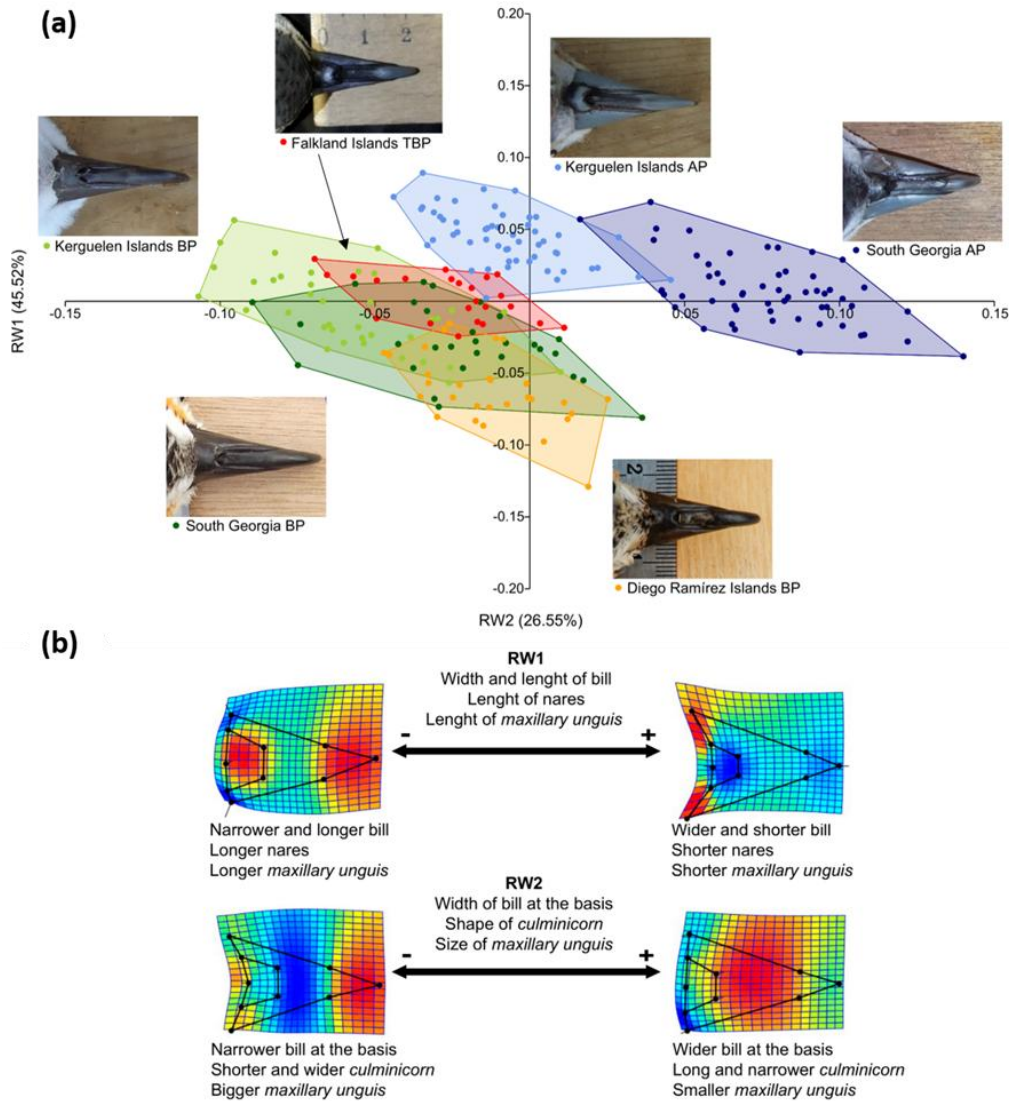 (a)
0.20
0.15
0.10
0.05
-0.15
-0.10
-0.05
0.05
0.10
0.15
-0.05
-0.10
-0.15
-0.20
RW1 (45.52%)
RW2 (26.55%)
0 1 2
Falkland Islands TBP
Kerguelen Islands AP
South Georgia AP
Kerguelen Islands BP
South Georgia BP
2
Diego Ramírez Islands BP
(b)
RW1
Width and lenght of bill
Lenght of nares
Lenght of maxillary unguis
- +
Narrower and longer bill
Longer nares
Longer maxillary unguis
Wider and shorter bill
Shorter nares
Shorter maxillary unguis
RW2
Width of bill at the basis
Shape of culminicorn
Size of maxillary unguis
- +
Narrower bill at the basis
Shorter and wider culminicorn
Bigger maxillary unguis
Wider bill at the basis
Long and narrower culminicorn
Smaller maxillary unguis